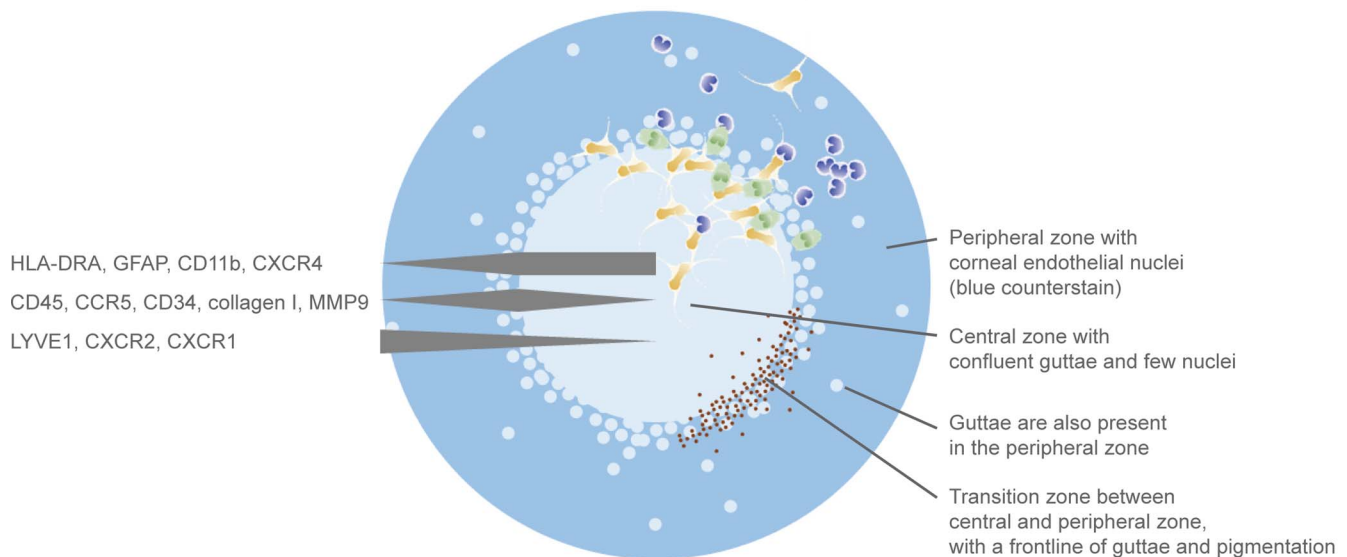 HLA-DRA, GFAP, CD11b, CXCR4
CD45, CCR5, CD34, collagen I, MMP9
LYVE1, CXCR2, CXCR1
Peripheral zone with
corneal endothelial nuclei
(blue counterstain)
Central zone with
confluent guttae and few nuclei
Guttae are also present
in the peripheral zone
Transition zone between
central and peripheral zone,
with a frontline of guttae and pigmentation